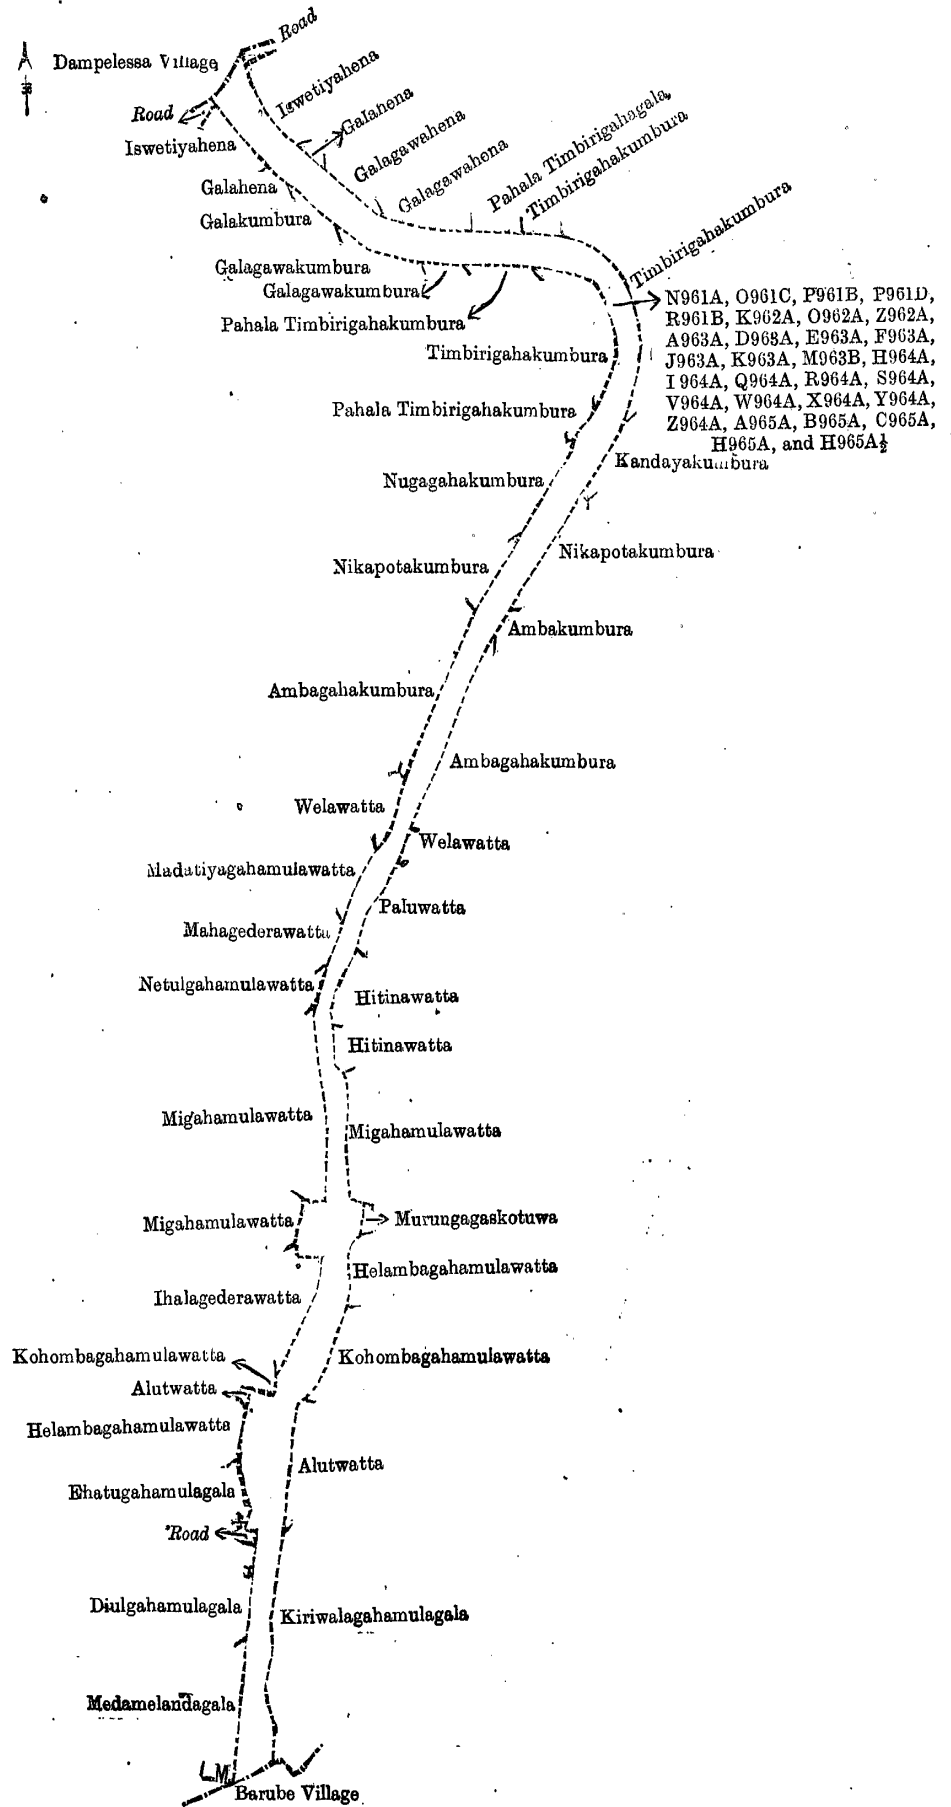 Road
Dampelessa Village
Road
Iswetiyahena
Iswetiyahena
Galahena
Galagawahena
Galagawahena
Pahala Timbirigahagala
Timbirigahakumbura
Timbirigahakumbura
Galahena
Galakumbura
Galagawakumbura
Galagawakumbura
Pahala Timbirigahakumbura
N961A, O961C, P961B, P961D,
R961B, K962A, O962A, Z962A,
A963A, D963A, E963A, F963A,
J963A, K963A, M963B, H964A,
I964A, Q964A, R964A, S964A,
V964A, W964A, X964A, Y964A,
Z964A, A965A, B965A, C965A,
H965A, and H965A½
Timbirigahakumbura
Pahala Timbirigahakumbura
Kandayakumbura
Nugagahakumbura
Nikapotakumbura
Nikapotakumbura
Ambakumbura
Ambagahakumbura
Ambagahakumbura
Welawatta
Welawatta
Madatiyagahamulawatta
Paluwatta
Mahagederawatta
Netulgahamulawatta
Hitinawatta
Hitinawatta
Migahamulawatta
Migahamulawatta
Migahamulawatta
Murungagaskotuwa
Helambagahamulawatta
Ihalagederawatta
Kohombagahamulawatta
Kohombagahamulawatta
Alutwatta
Helambagahamulawatta
Alutwatta
Ehatugahamulagala
Road
Diulgahamulagala
Kiriwalagahamulagala
Medamelandagala
L.M.
Barube Village